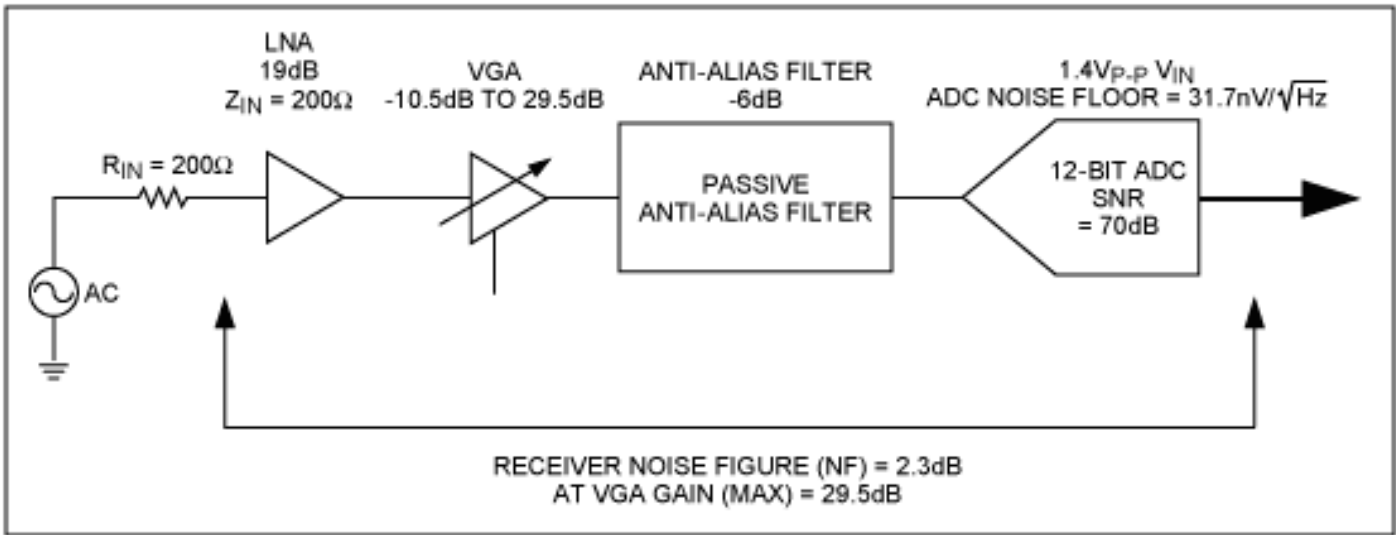 LNA
19dB
ZIN = 200Ω
VGA
-10.5dB TO 29.5dB
ANTI-ALIAS FILTER
-6dB
1.4VP-P VIN
ADC NOISE FLOOR = 31.7nV/√Hz
RIN = 200Ω
PASSIVE
ANTI-ALIAS FILTER
12-BIT ADC
SNR
= 70dB
AC
RECEIVER NOISE FIGURE (NF) = 2.3dB
AT VGA GAIN (MAX) = 29.5dB